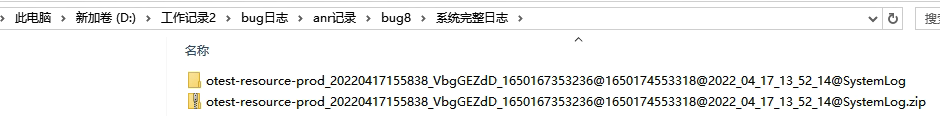 此电脑 > 新加卷 (D:) > 工作记录2 > bug日志 > anr记录 > bug8 > 系统完整日志 >
名称
otest-resource-prod_20220417155838_VbgGEZdD_1650167353236@1650174553318@2022_04_17_13_52_14@SystemLog
otest-resource-prod_20220417155838_VbgGEZdD_1650167353236@1650174553318@2022_04_17_13_52_14@SystemLog.zip